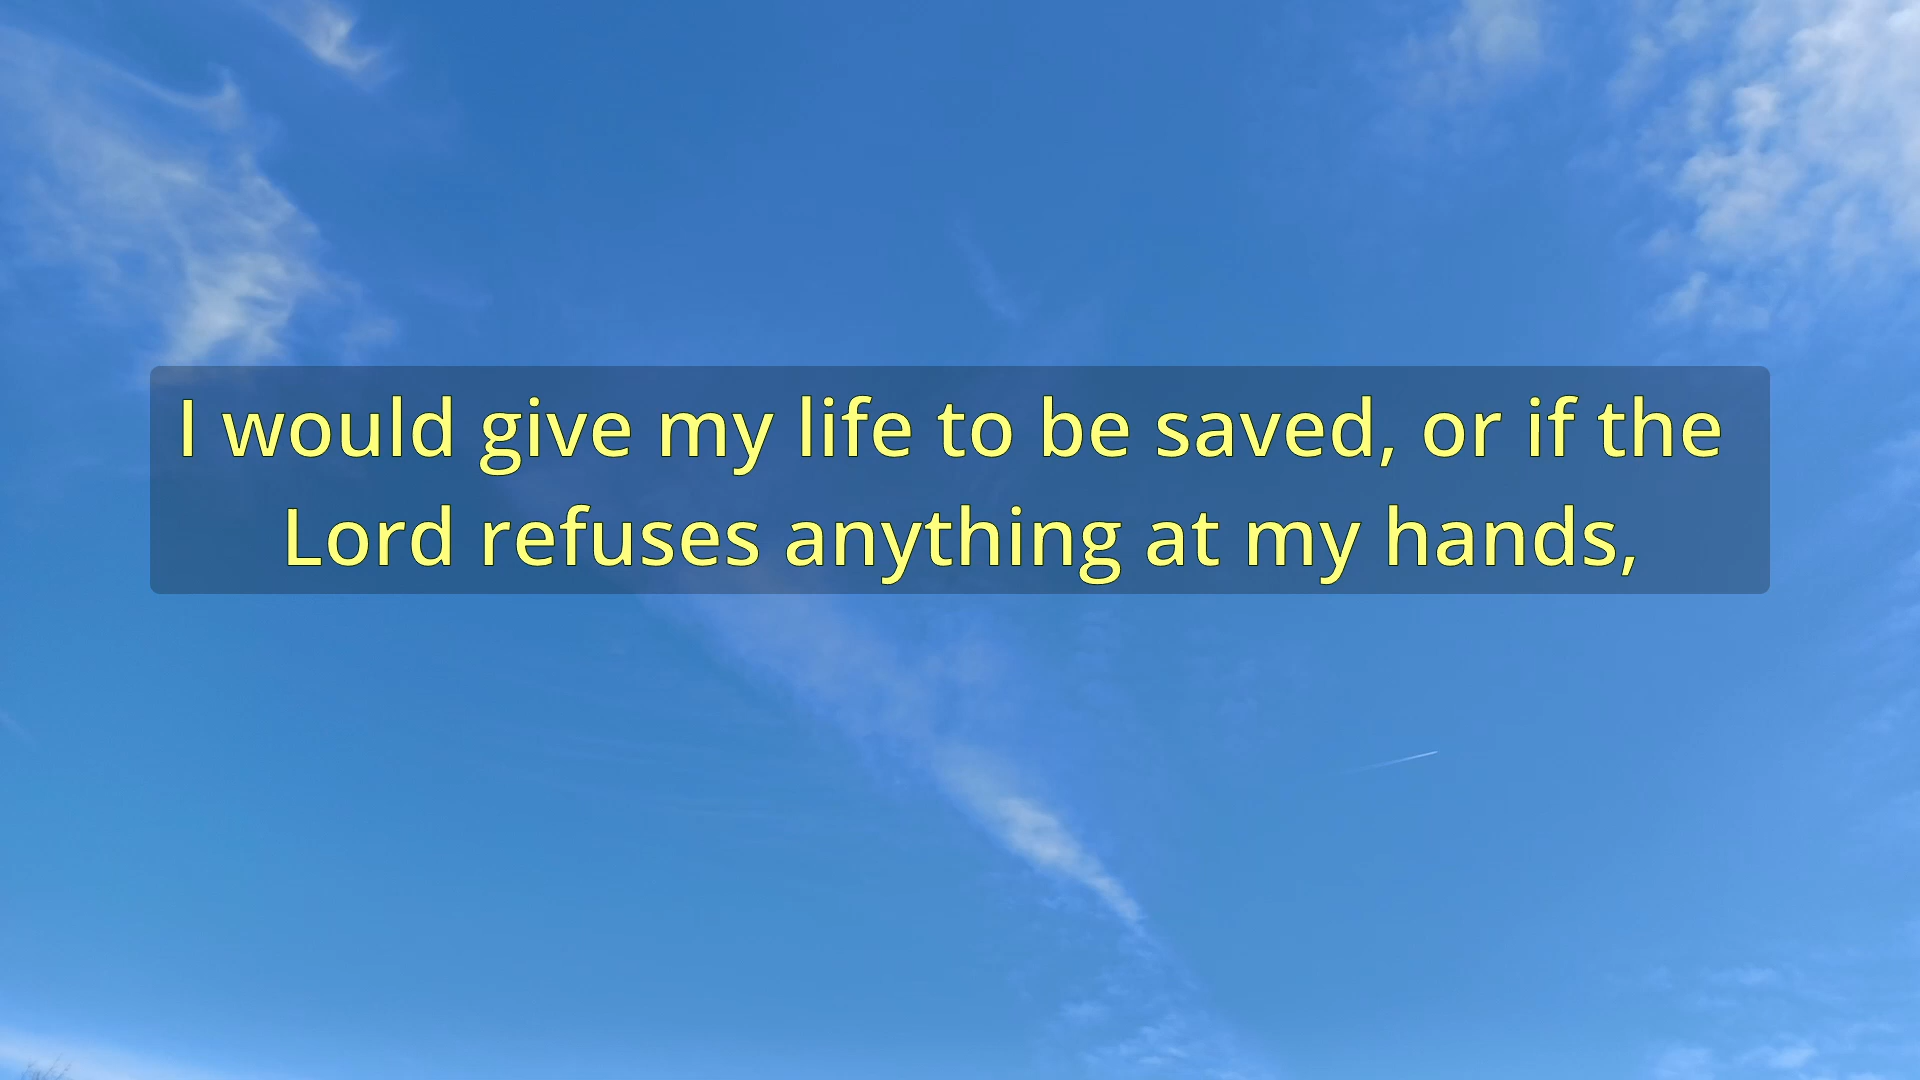 I would give my life to be saved, or if the
Lord refuses anything at my hands,